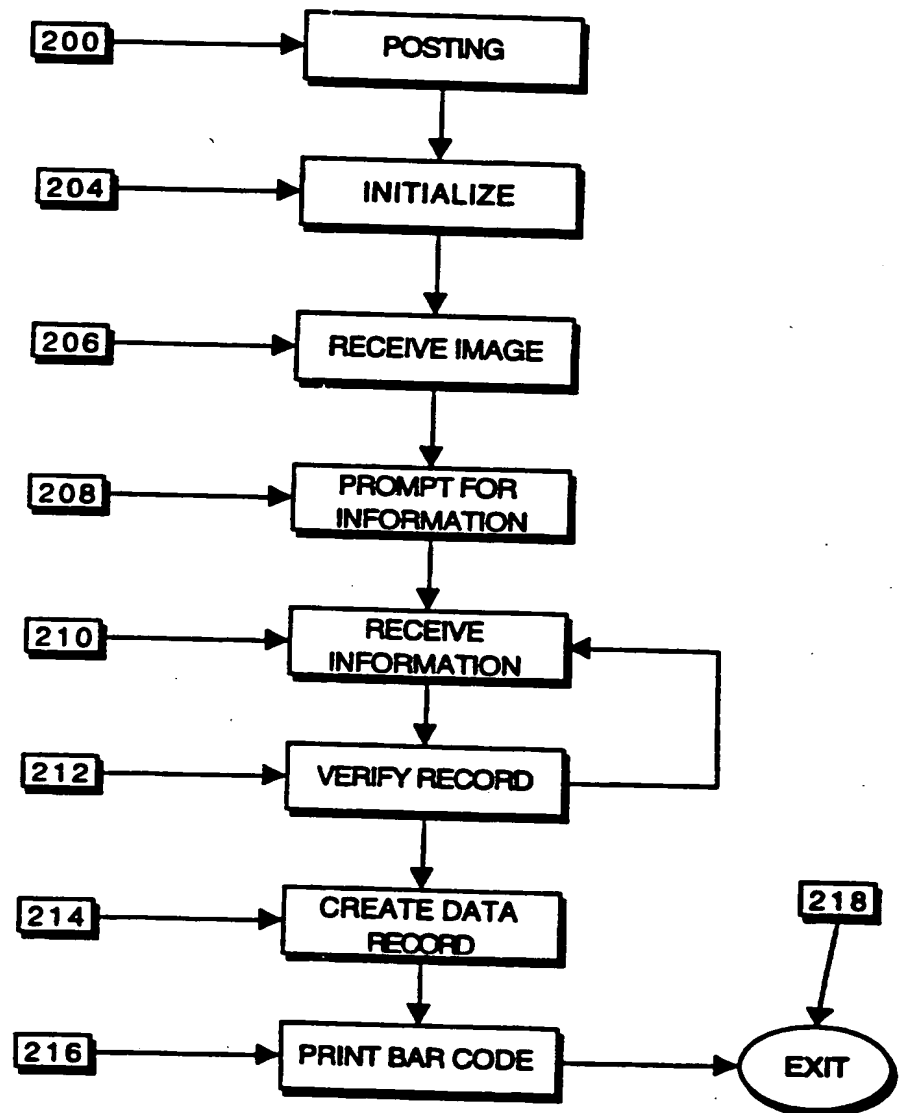 200
POSTING
204
INITIALIZE
206
RECEIVE IMAGE
208
PROMPT FOR
INFORMATION
210
RECEIVE
INFORMATION
212
VERIFY RECORD
214
CREATE DATA
RECORD
218
216
PRINT BAR CODE
EXIT